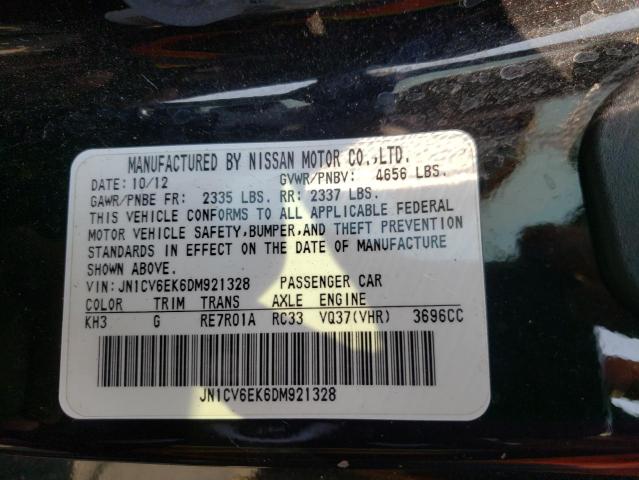 MANUFACTURED BY NISSAN MOTOR CO.,LTD.
DATE: 10/12 GVWR/PNBV: 4656 LBS.
GAWR/PNBE FR: 2335 LBS. RR: 2337 LBS.
THIS VEHICLE CONFORMS TO ALL APPLICABLE FEDERAL
MOTOR VEHICLE SAFETY,BUMPER,AND THEFT PREVENTION
STANDARDS IN EFFECT ON THE DATE OF MANUFACTURE
SHOWN ABOVE.
VIN:JN1CV6EK6DM921328 PASSENGER CAR
COLOR TRIM TRANS AXLE ENGINE
KH3 G RE7R01A RC33 VQ37(VHR) 3696CC
JN1CV6EK6DM921328